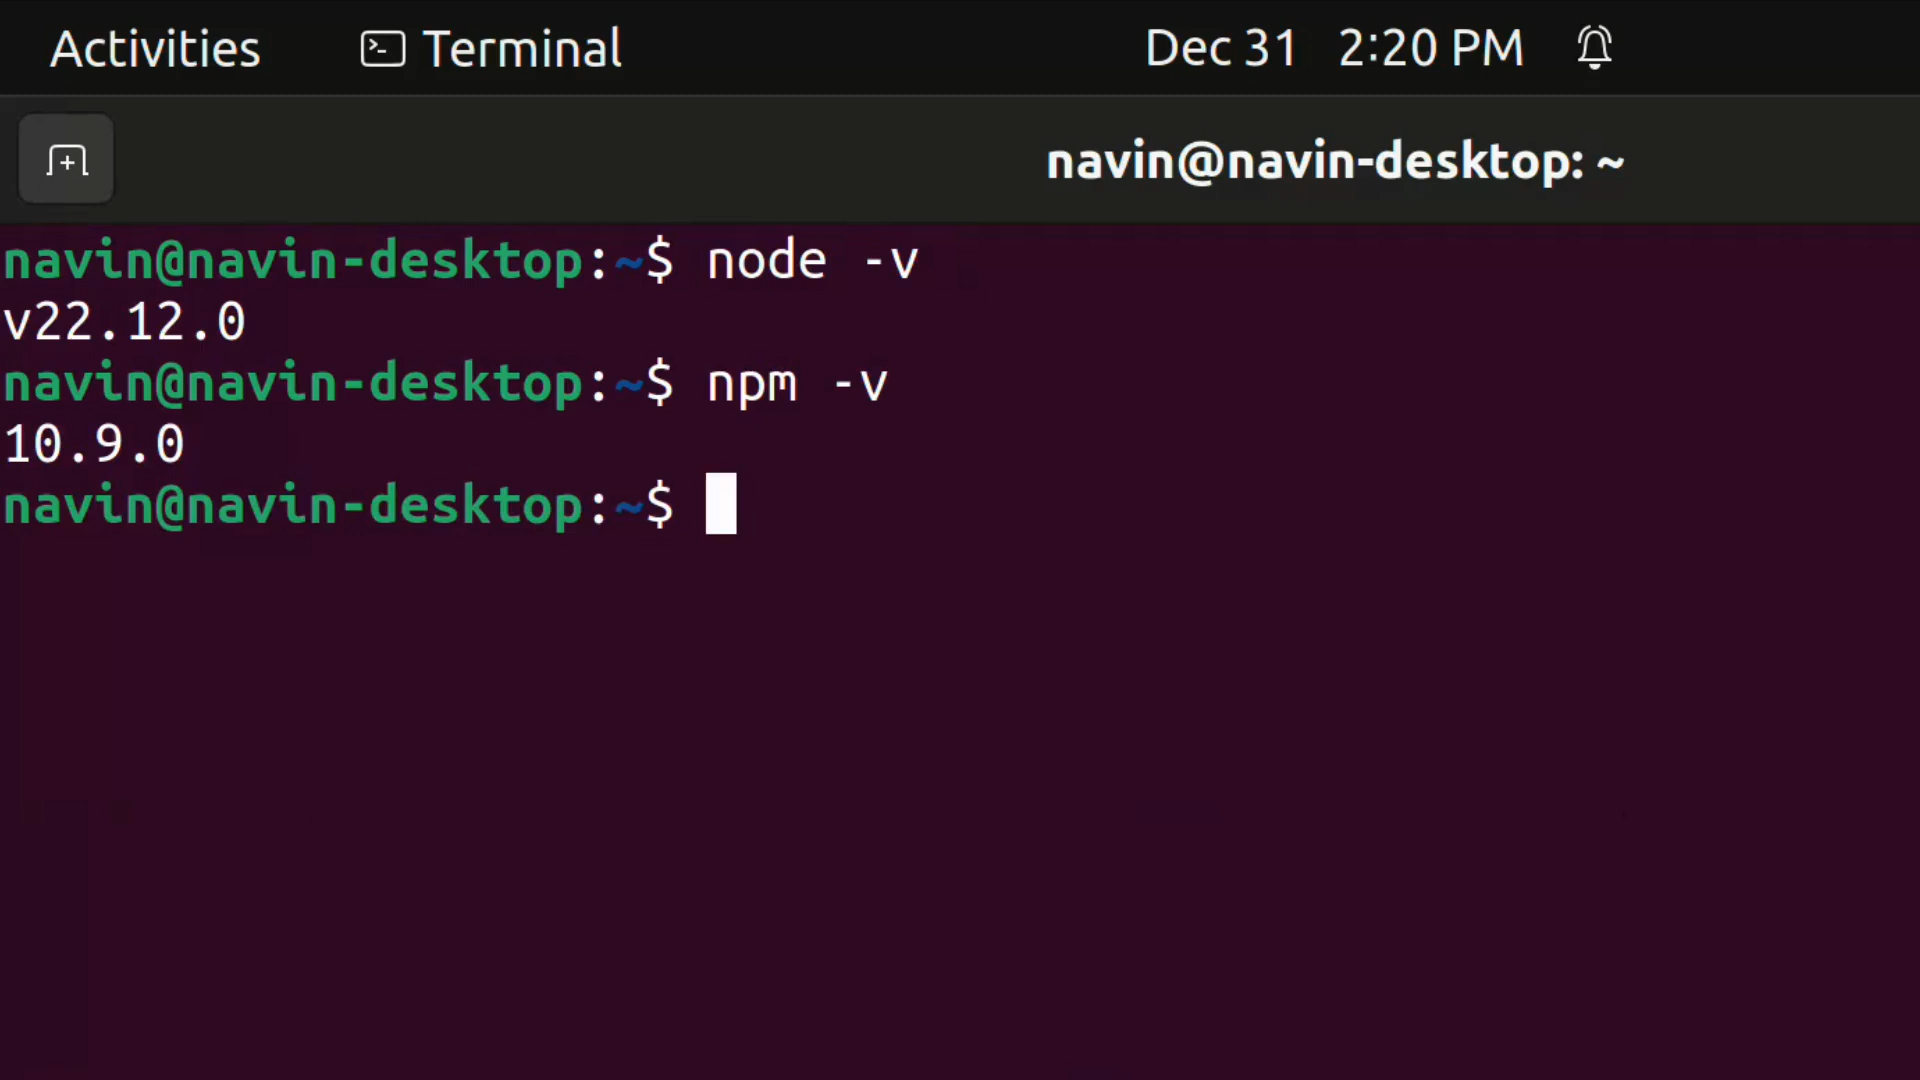 Activities Terminal Dec 31 2:20 PM
navin@navin-desktop: ~
navin@navin-desktop:~$ node -v
v22.12.0
navin@navin-desktop:~$ npm -v
10.9.0
navin@navin-desktop:~$